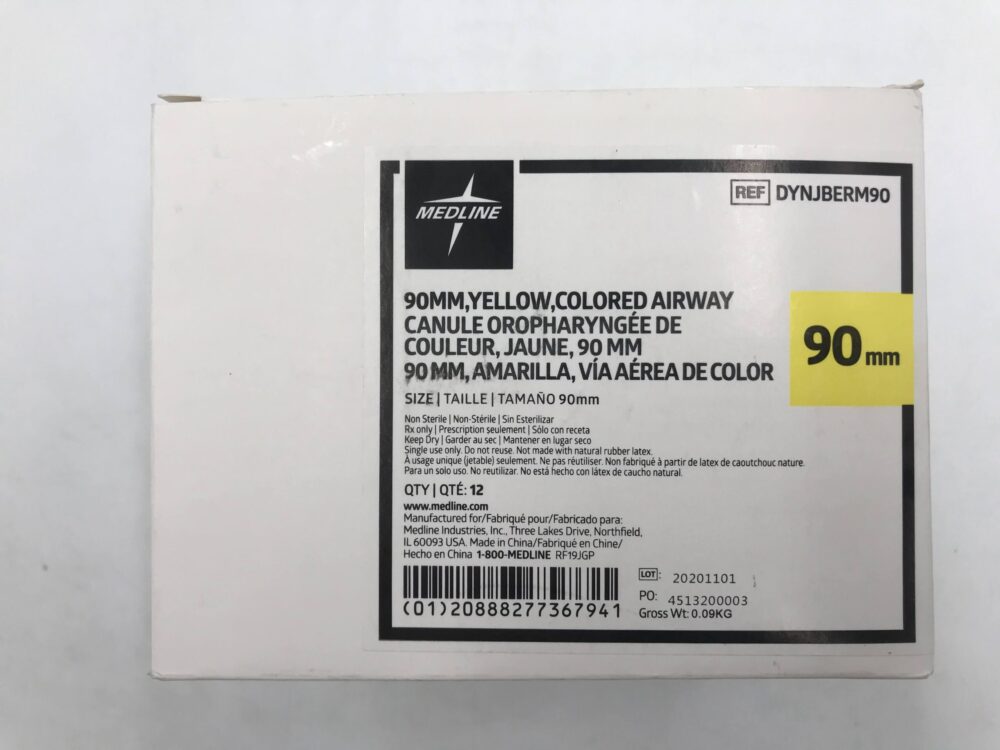 MEDLINE
REF DYNJBERM90
90MM,YELLOW,COLORED AIRWAY
CANULE OROPHARYNGÉE DE
COULEUR, JAUNE, 90 MM
90 MM, AMARILLA, VÍA AÉREA DE COLOR
90 mm
SIZE | TAILLE | TAMAÑO 90mm
Non Sterile | Non-Stérile | Sin Esterilizar
Rx only | Prescription seulement | Sólo con receta
Keep Dry | Garder au sec | Mantener en lugar seco
Single use only. Do not reuse. Not made with natural rubber latex.
À usage unique (jetable) seulement. Ne pas réutiliser. Non fabriqué à partir de latex de caoutchouc nature.
Para un solo uso. No reutilizar. No está hecho con látex de caucho natural.
QTY | QTÉ: 12
www.medline.com
Manufactured for/Fabriqué pour/Fabricado para:
Medline Industries, Inc., Three Lakes Drive, Northfield,
IL 60093 USA. Made in China/Fabriqué en Chine/
Hecho en China 1-800-MEDLINE RF19JGP
(01)20888277367941
LOT: 20201101
PO: 4513200003
Gross Wt: 0.09KG